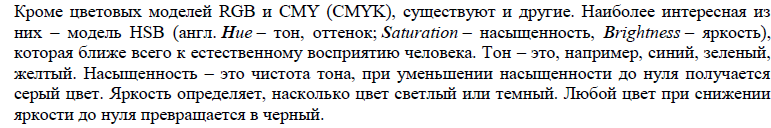 Кроме цветовых моделей RGB и CMY (CMYK), существуют и другие. Наиболее интересная из
них – модель HSB (англ. Hue – тон, оттенок; Saturation – насыщенность, Brightness – яркость),
которая ближе всего к естественному восприятию человека. Тон – это, например, синий, зеленый,
желтый. Насыщенность – это чистота тона, при уменьшении насыщенности до нуля получается
серый цвет. Яркость определяет, насколько цвет светлый или темный. Любой цвет при снижении
яркости до нуля превращается в черный.